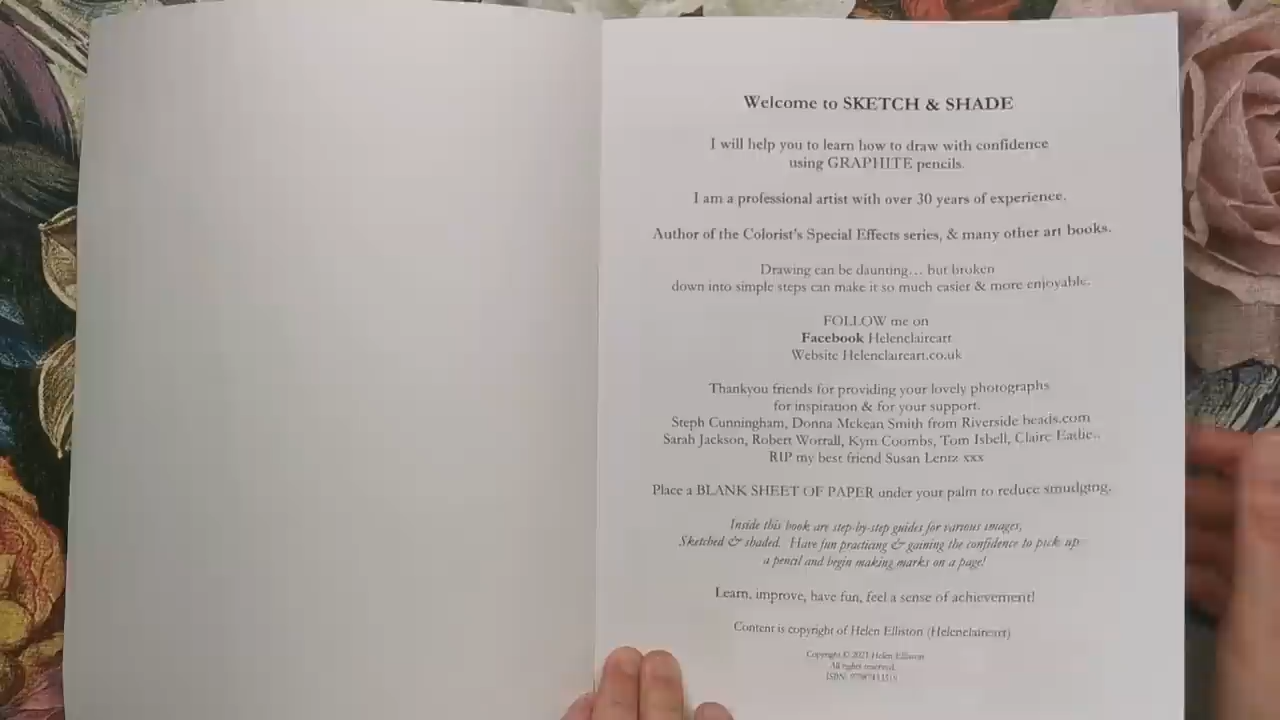 Welcome to SKETCH & SHADE
I will help you to learn how to draw with confidence
using GRAPHITE pencils.
I am a professional artist with over 30 years of experience.
Author of the Colorist's Special Effects series, & many other art books.
Drawing can be daunting... but broken
down into simple steps can make it so much easier & more enjoyable.
FOLLOW me on
Facebook Helenclaireart
Website Helenclaireart.co.uk
Thankyou friends for providing your lovely photographs
for inspiration & for your support.
Steph Cunningham, Donna Mckean Smith from Riverside beads.com
Sarah Jackson, Robert Worrall, Kym Coombs, Tom Isbell, Claire Eadie..
RIP my best friend Susan Lentz xxx
Place a BLANK SHEET OF PAPER under your palm to reduce smudging.
Inside this book are step-by-step guides for various images,
Sketched & shaded. Have fun practicing & gaining the confidence to pick up
a pencil and begin making marks on a page!
Learn, improve, have fun, feel a sense of achievement!
Content is copyright of Helen Elliston (Helenclaireart)
Copyright © 2021 Helen Elliston
All rights reserved.
ISBN: